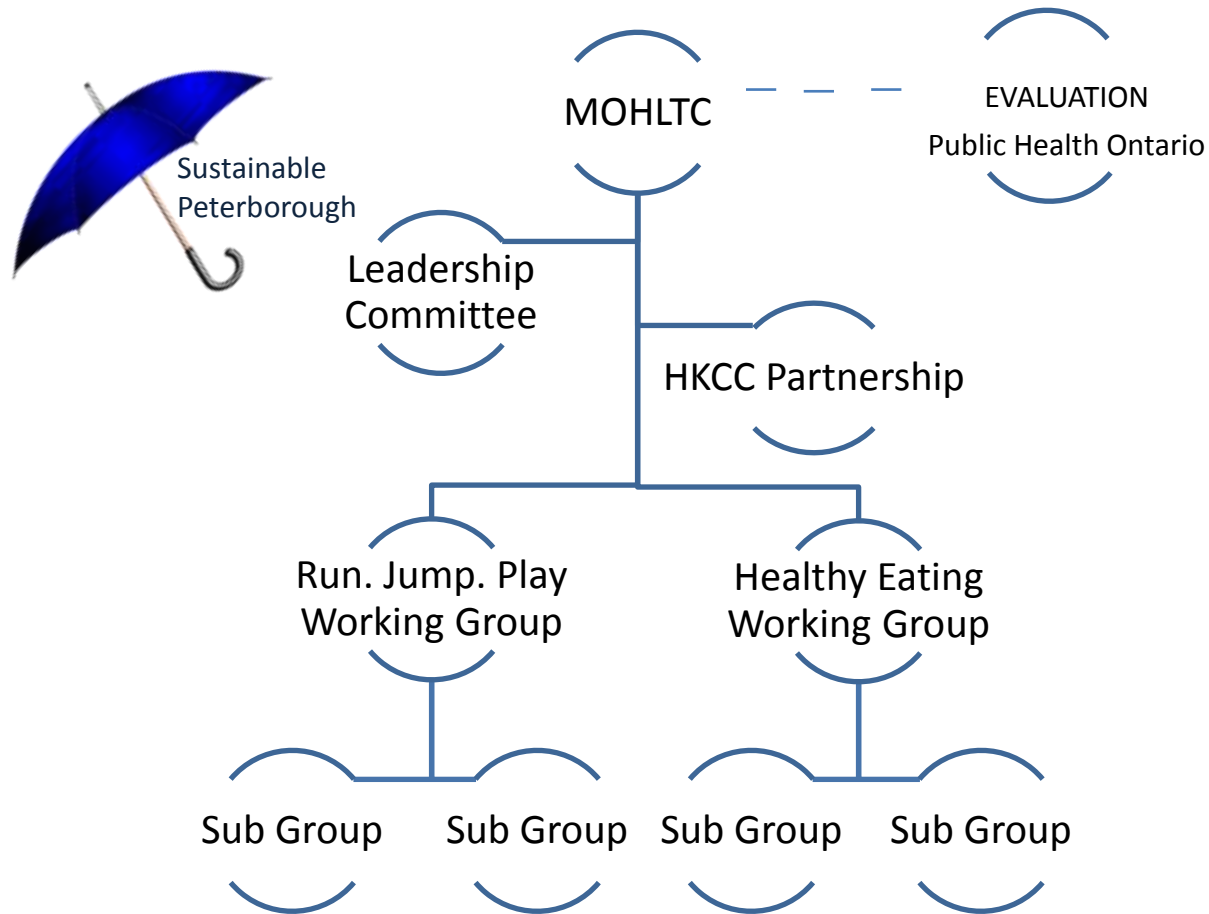 MOHLTC
EVALUATION
Public Health Ontario
Sustainable
Peterborough
Leadership
Committee
HKCC Partnership
Run. Jump. Play
Working Group
Healthy Eating
Working Group
Sub Group
Sub Group
Sub Group
Sub Group